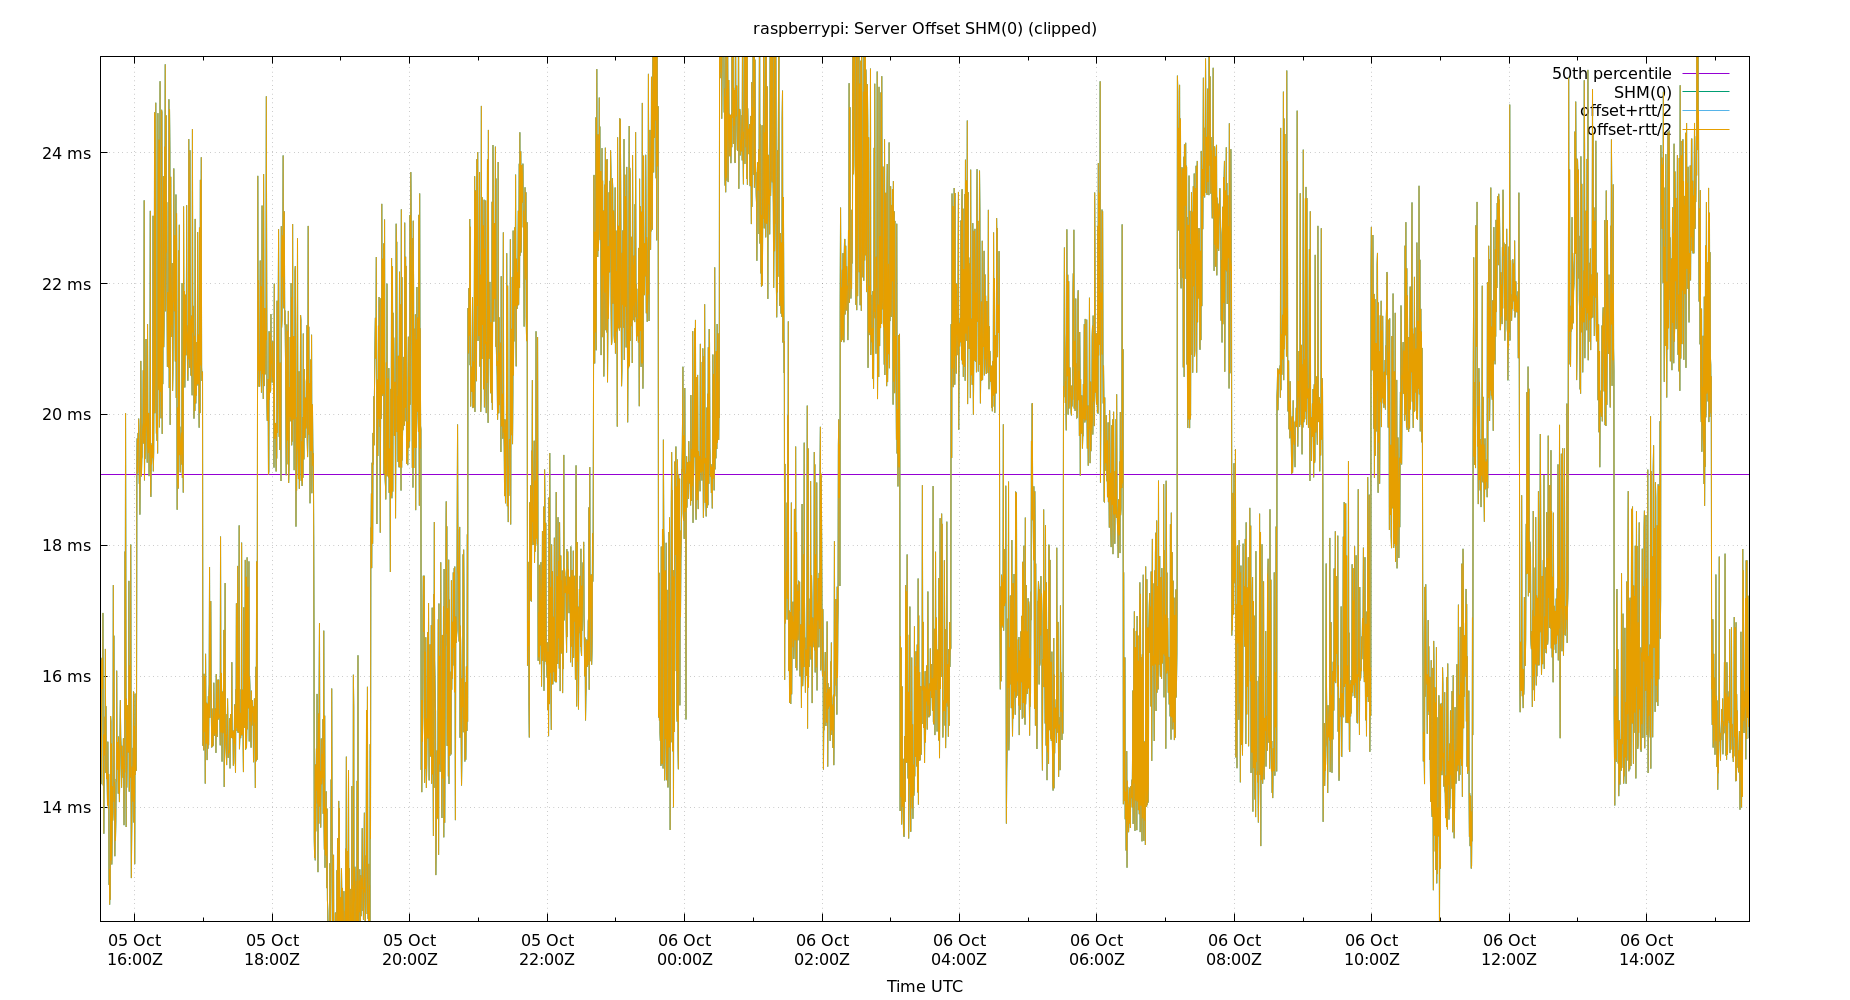 raspberrypi: Server Offset SHM(0) (clipped)
50th percentile
SHM(0)
offset+rtt/2
offset-rtt/2
24 ms
22 ms
20 ms
18 ms
16 ms
14 ms
05 Oct 05 Oct 05 Oct 05 Oct 06 Oct 06 Oct 06 Oct 06 Oct 06 Oct 06 Oct 06 Oct 06 Oct
16:00Z 18:00Z 20:00Z 22:00Z 00:00Z 02:00Z 04:00Z 06:00Z 08:00Z 10:00Z 12:00Z 14:00Z
Time UTC